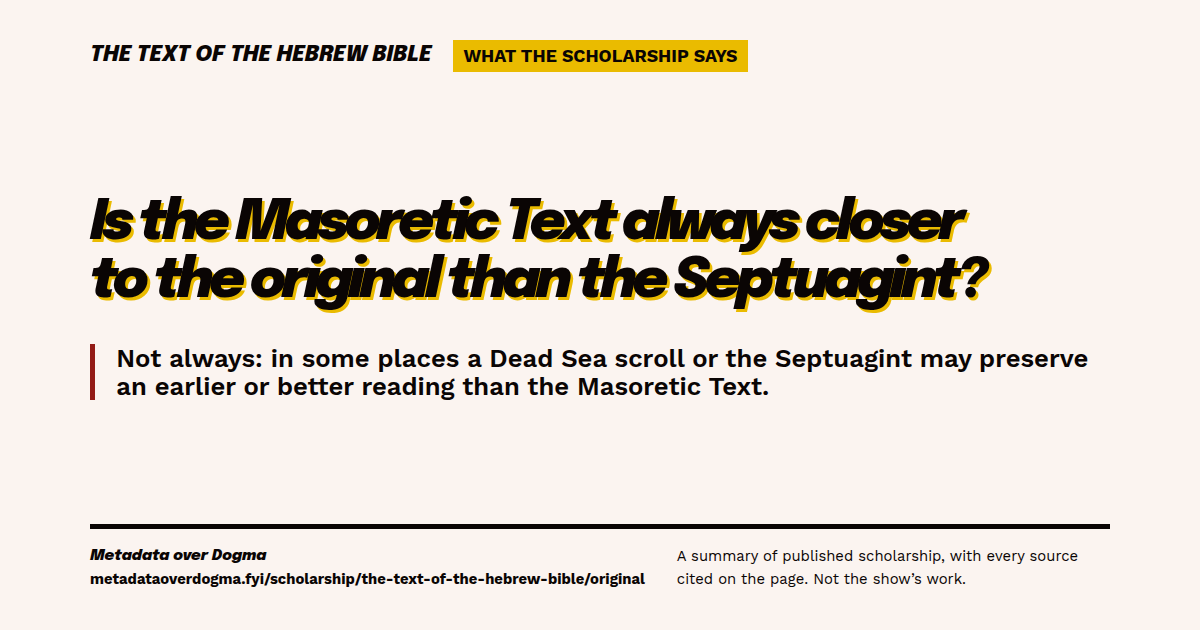 THE TEXT OF THE HEBREW BIBLE
WHAT THE SCHOLARSHIP SAYS
Is the Masoretic Text always closer
to the original than the Septuagint?
Not always: in some places a Dead Sea scroll or the Septuagint may preserve
an earlier or better reading than the Masoretic Text.
Metadata over Dogma
metadataoverdogma.fyi/scholarship/the-text-of-the-hebrew-bible/original
A summary of published scholarship, with every source
cited on the page. Not the show’s work.